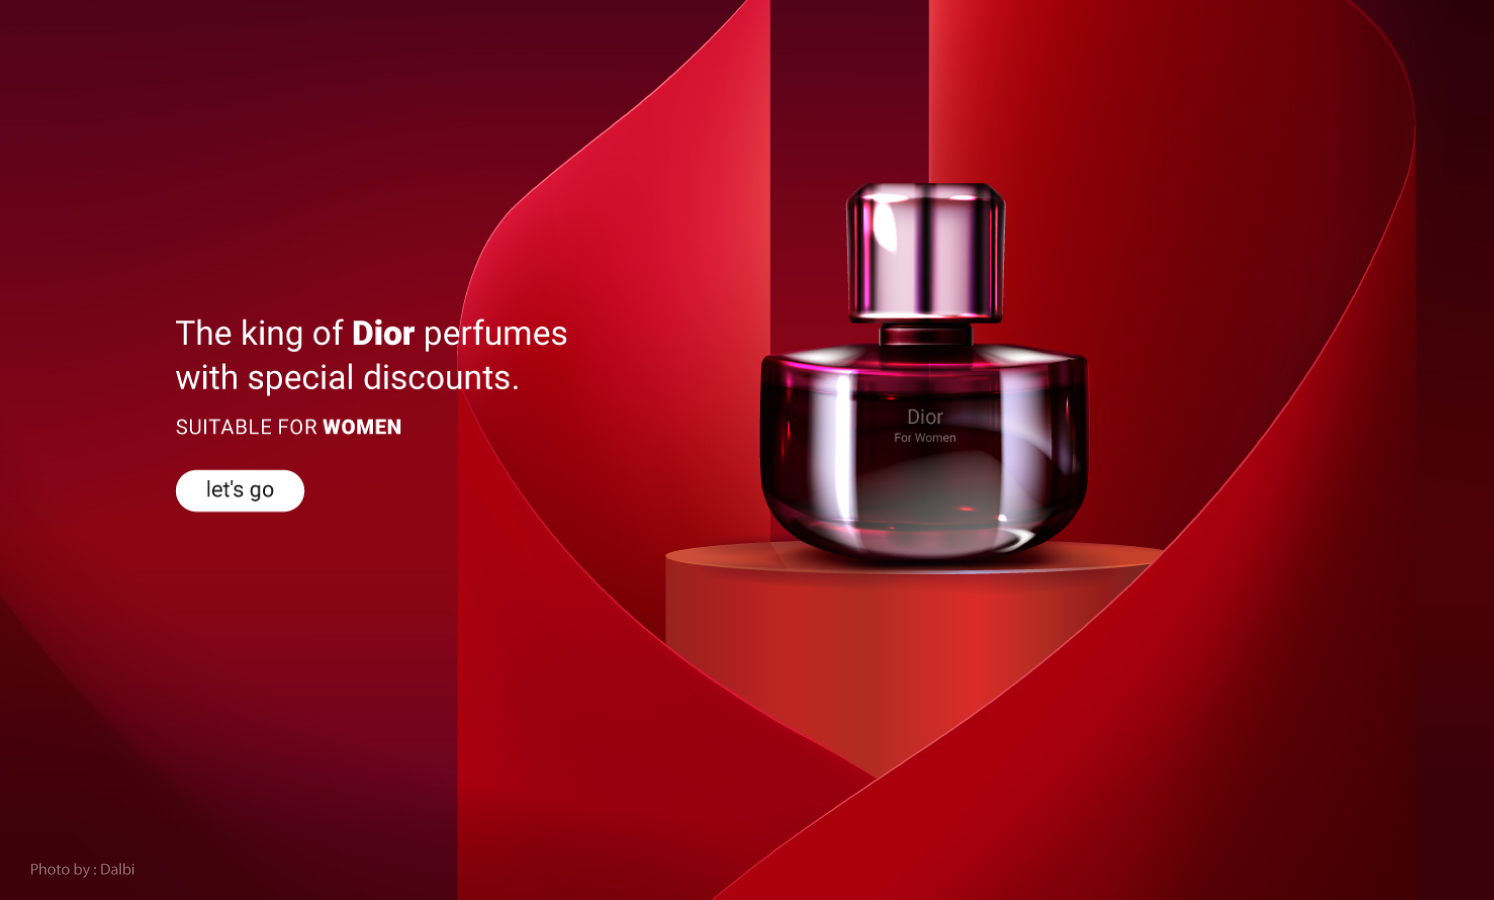 The king of Dior perfumes
with special discounts.
SUITABLE FOR WOMEN
let's go
Dior
For Women
Photo by : Dalbi